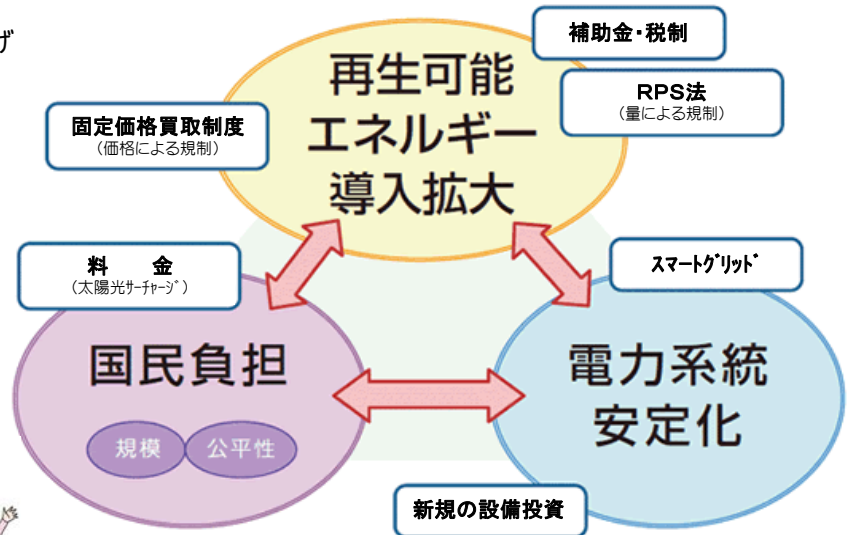 げ
補助金・税制
再生可能
エネルギー
導入拡大
RPS法
(量による規制)
固定価格買取制度
(価格による規制)
料　金
(太陽光ｻｰﾁｬｰｼﾞ)
ｽﾏｰﾄｸﾞﾘｯﾄﾞ
国民負担
規模 公平性
電力系統
安定化
新規の設備投資